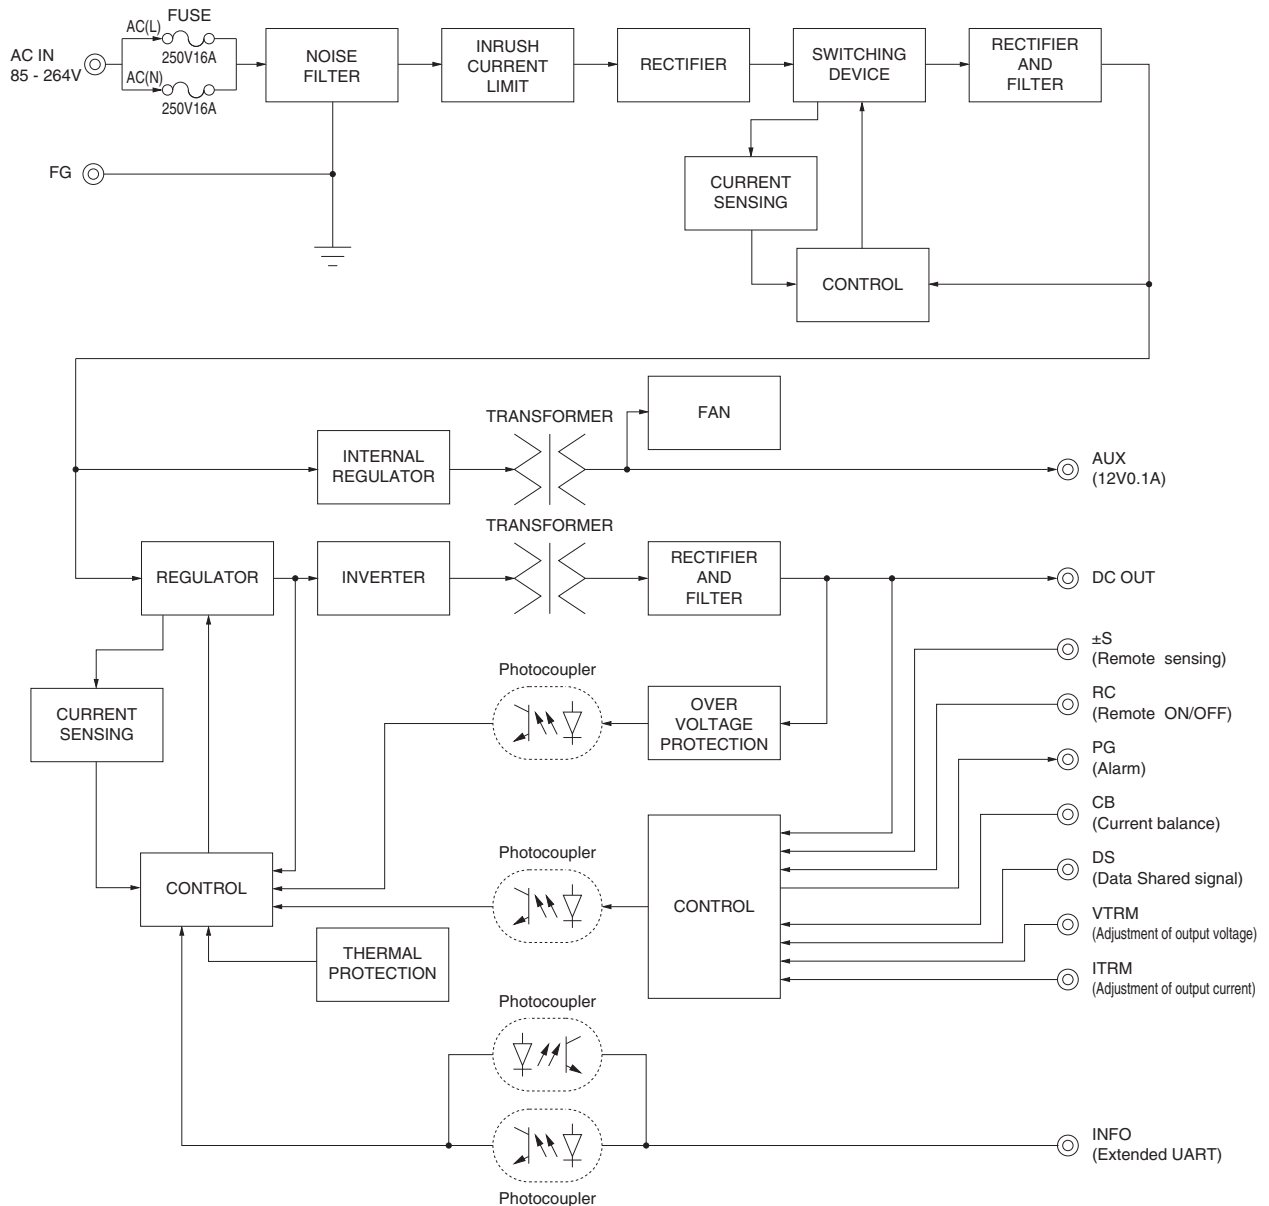 FUSE
AC(L)
AC IN
85 - 264V
250V16A
AC(N)
250V16A
NOISE
FILTER
INRUSH
CURRENT
LIMIT
RECTIFIER
SWITCHING
DEVICE
RECTIFIER
AND
FILTER
FG
CURRENT
SENSING
CONTROL
FAN
TRANSFORMER
INTERNAL
REGULATOR
AUX
(12V0.1A)
TRANSFORMER
REGULATOR
INVERTER
RECTIFIER
AND
FILTER
DC OUT
±S
(Remote sensing)
Photocoupler
OVER
VOLTAGE
PROTECTION
RC
(Remote ON/OFF)
CURRENT
SENSING
PG
(Alarm)
CB
(Current balance)
Photocoupler
DS
(Data Shared signal)
CONTROL
CONTROL
VTRM
(Adjustment of output voltage)
THERMAL
PROTECTION
ITRM
(Adjustment of output current)
Photocoupler
INFO
(Extended UART)
Photocoupler